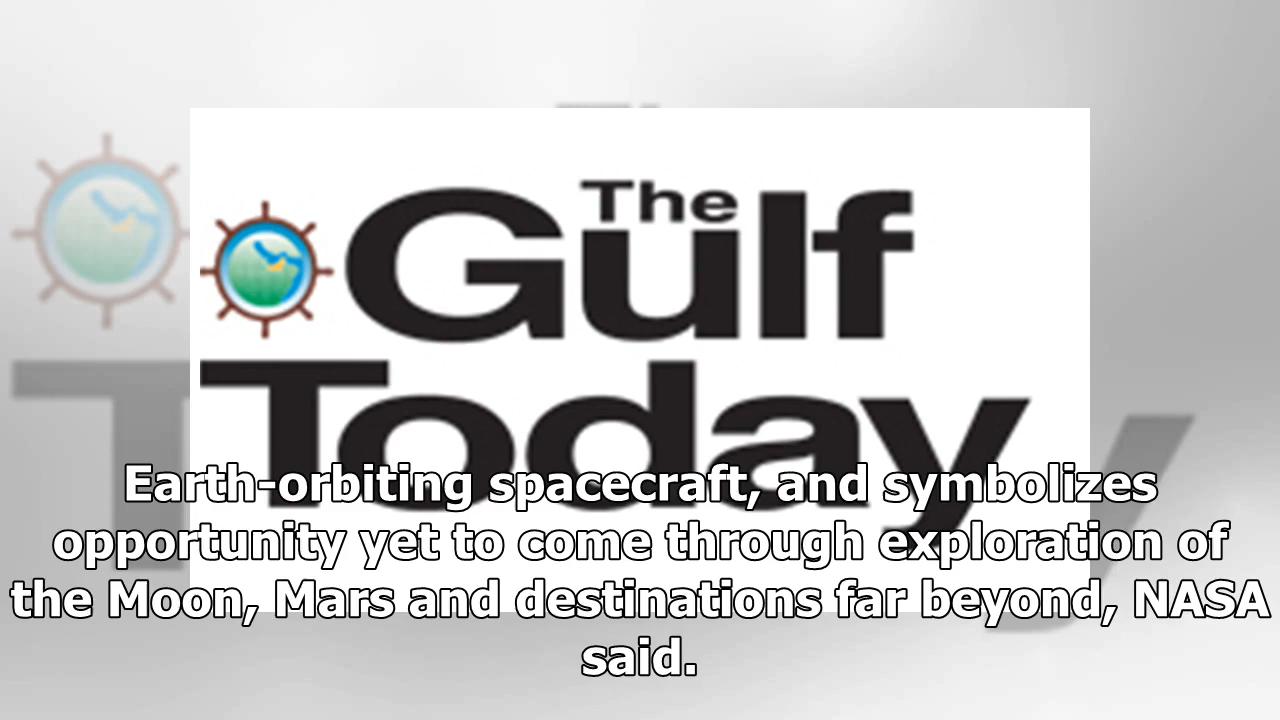 The
Gulf
Today
Earth-orbiting spacecraft, and symbolizes
opportunity yet to come through exploration of
the Moon, Mars and destinations far beyond, NASA
said.